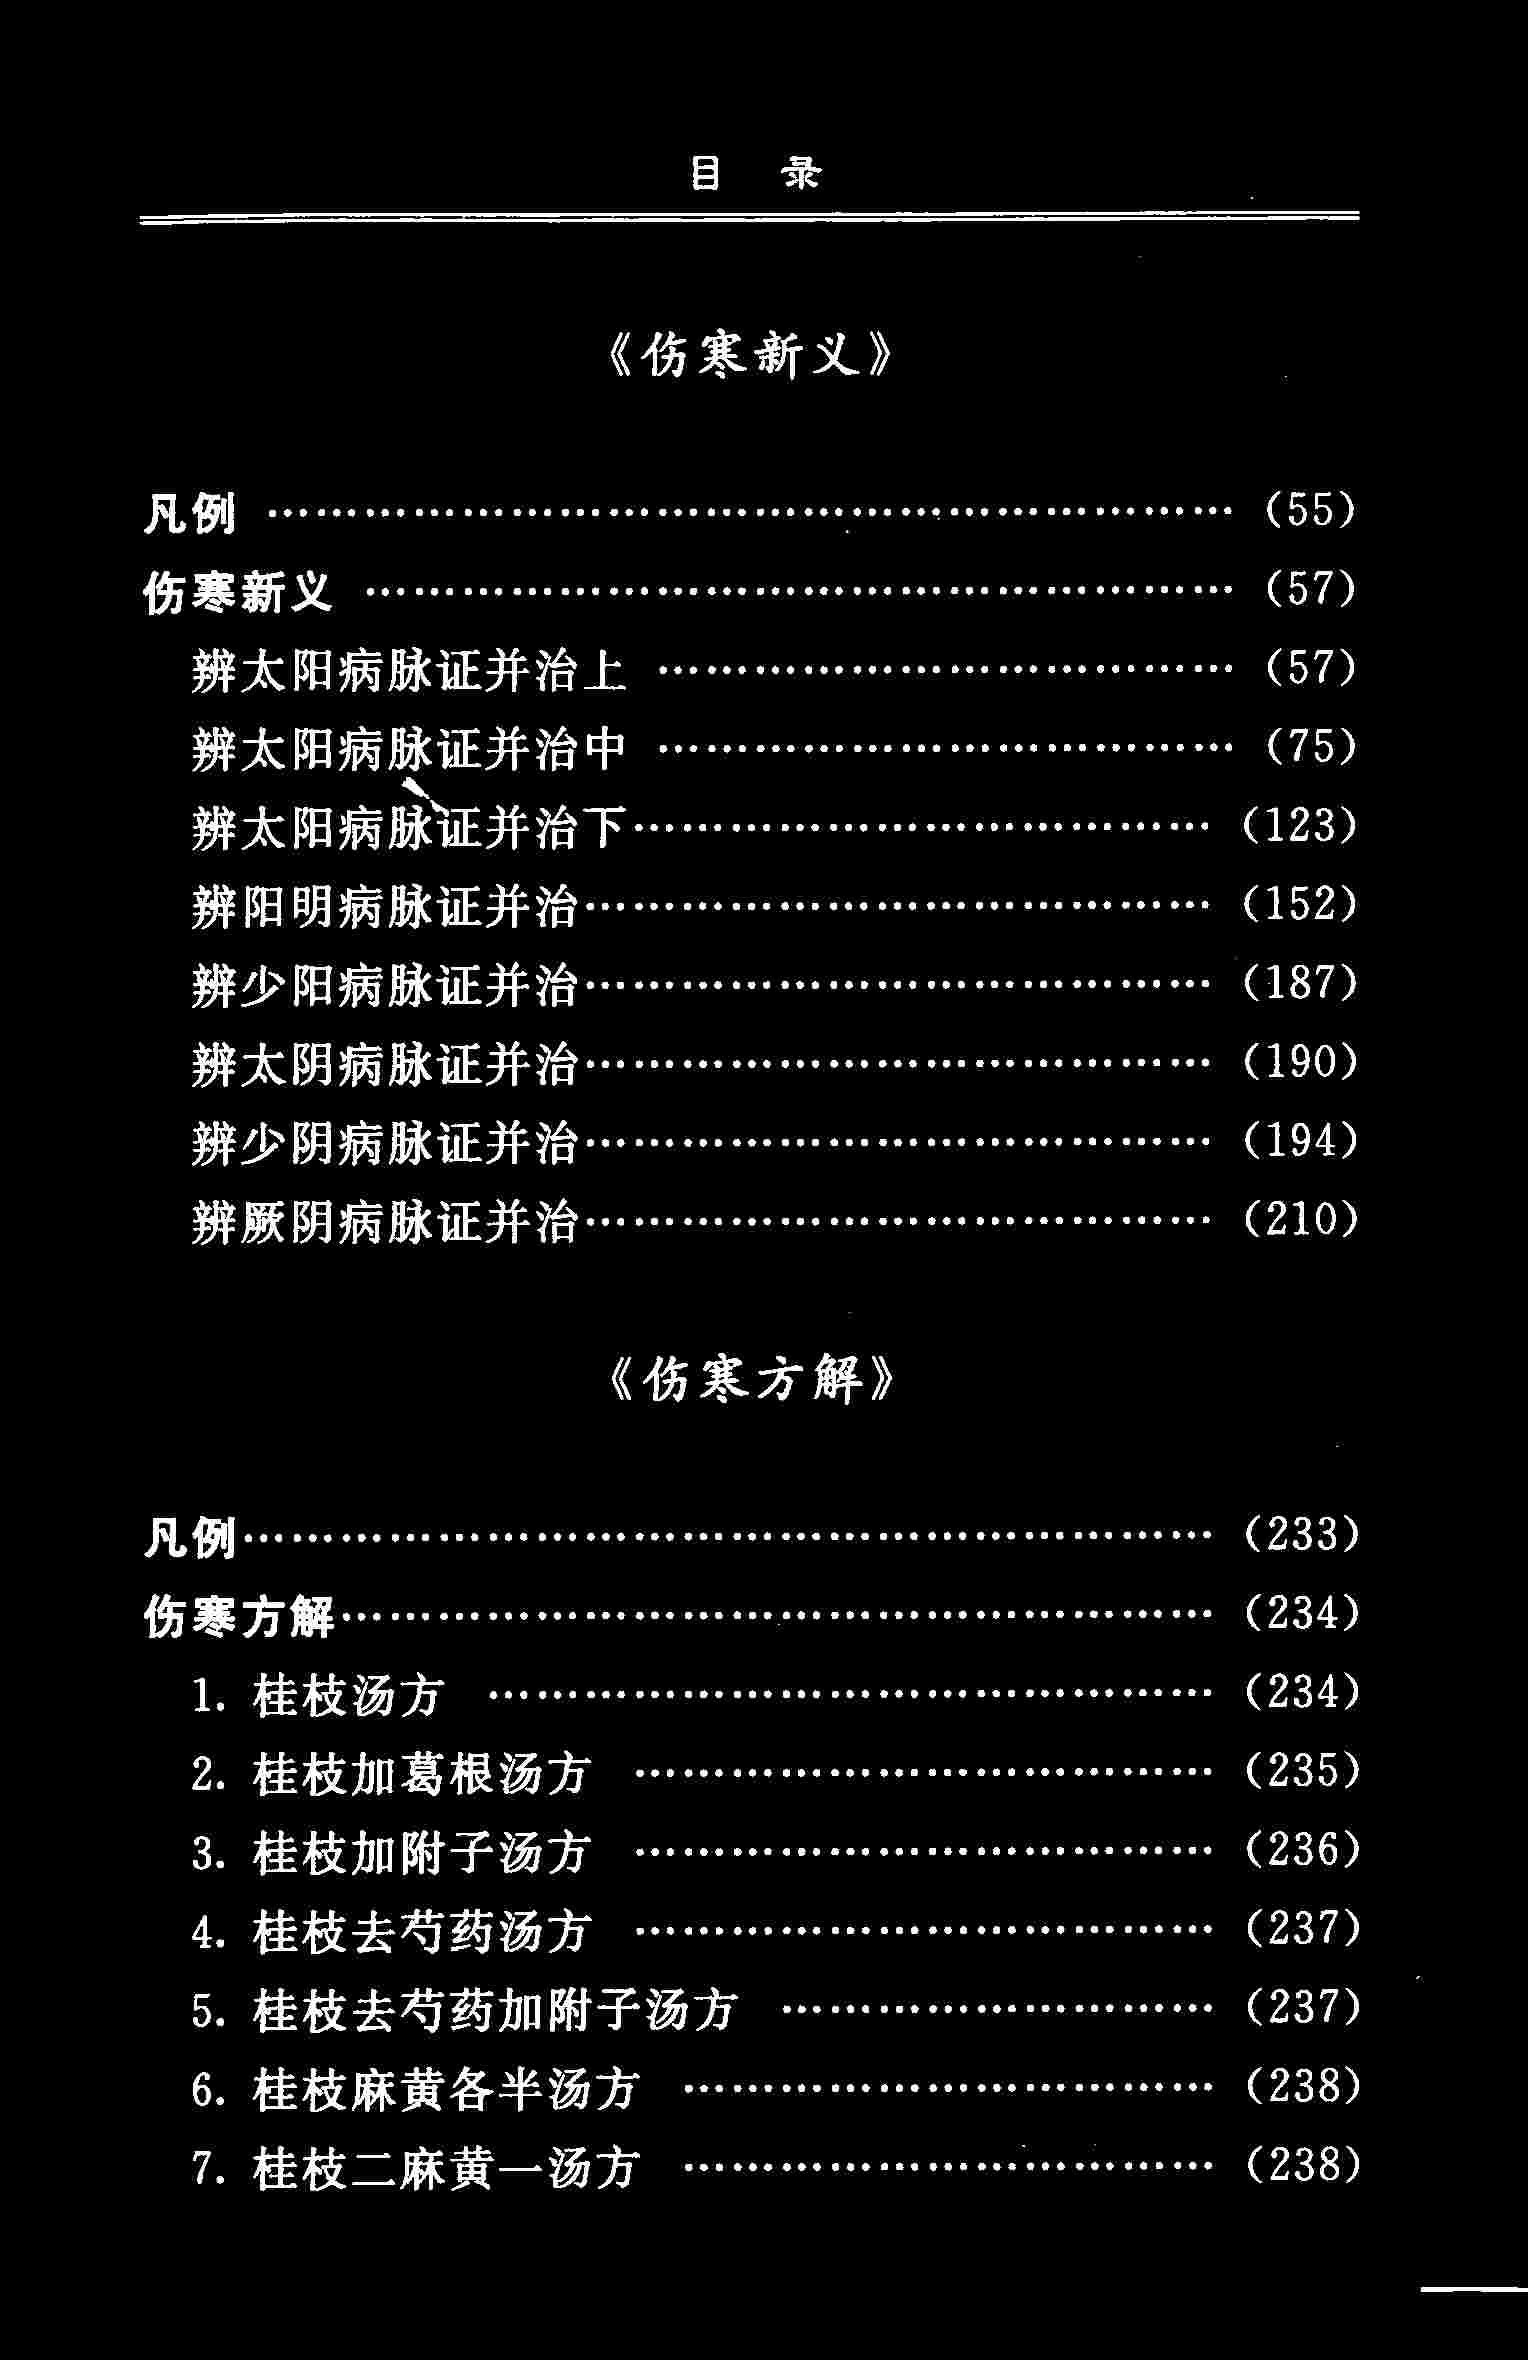 目 录
《伤寒新义》
凡例 …………………………………………………… (55)
伤寒新义 ……………………………………………… (57)
辨太阳病脉证并治上 ……………………………… (57)
辨太阳病脉证并治中 ……………………………… (75)
辨太阳病脉证并治下……………………………… (123)
辨阳明病脉证并治………………………………… (152)
辨少阳病脉证并治………………………………… (187)
辨太阴病脉证并治………………………………… (190)
辨少阴病脉证并治………………………………… (194)
辨厥阴病脉证并治………………………………… (210)
《伤寒方解》
凡例…………………………………………………… (233)
伤寒方解……………………………………………… (234)
1. 桂枝汤方 ……………………………………… (234)
2. 桂枝加葛根汤方 ……………………………… (235)
3. 桂枝加附子汤方 ……………………………… (236)
4. 桂枝去芍药汤方 ……………………………… (237)
5. 桂枝去芍药加附子汤方 ……………………… (237)
6. 桂枝麻黄各半汤方 …………………………… (238)
7. 桂枝二麻黄一汤方 …………………………… (238)